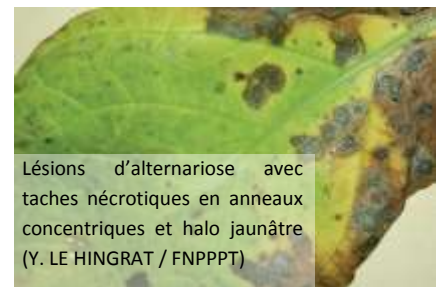 Lésions d'alternariose avec
taches nécrotiques en anneaux
concentriques et halo jaunâtre
(Y. LE HINGRAT / FNPPPT)